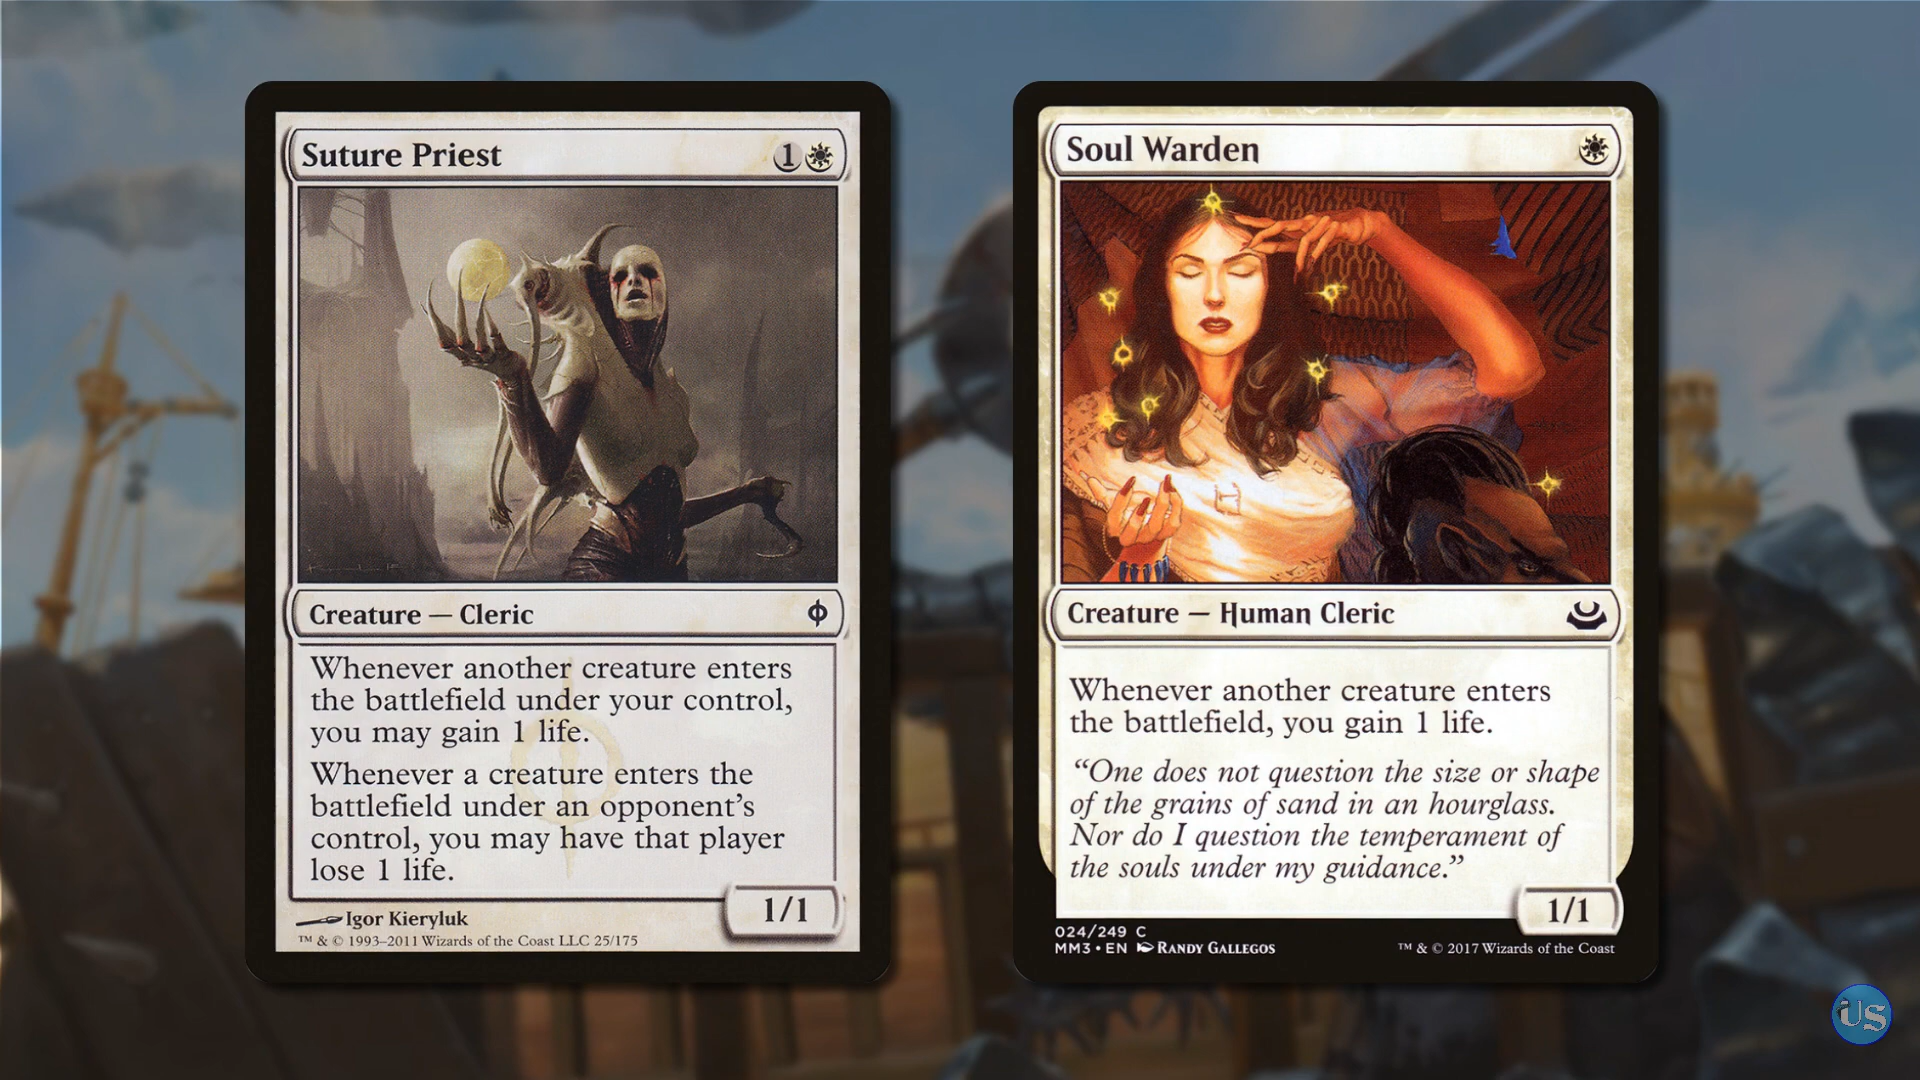 Suture Priest
1
Creature — Cleric
Whenever another creature enters
the battlefield under your control,
you may gain 1 life.
Whenever a creature enters the
battlefield under an opponent's
control, you may have that player
lose 1 life.
1/1
Igor Kieryluk
™ & © 1993–2011 Wizards of the Coast LLC 25/175
Soul Warden
Creature — Human Cleric
Whenever another creature enters
the battlefield, you gain 1 life.
“One does not question the size or shape
of the grains of sand in an hourglass.
Nor do I question the temperament of
the souls under my guidance.”
1/1
024/249 C
MM3 • EN Randy Gallegos
™ & © 2017 Wizards of the Coast
US